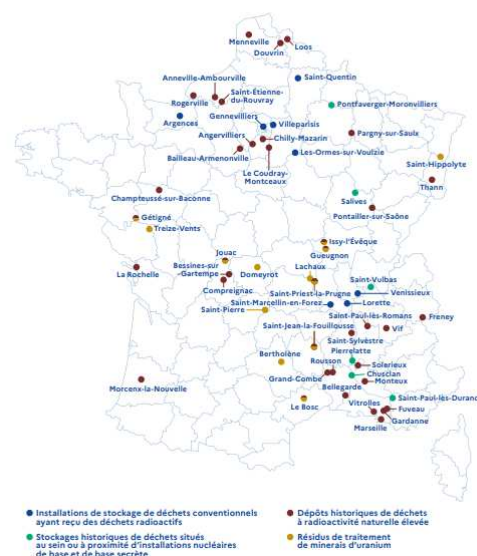 Menneville
Loos
Douvrin
Anneville-Ambourville
Saint-Quentin
Saint-Étienne-
du-Rouvray
Rogerville
Pontfaverger-Moronvilliers
Gennevilliers
Villeparisis
Argences
Angervilliers
Chilly-Mazarin
Pargny-sur-Saulx
Bailleau-Armenonville
Les-Ormes-sur-Voulzie
Saint-Hippolyte
Le Coudray-
Montceaux
Thann
Champteussé-sur-Baconne
Salives
Pontailler-sur-Saône
Gétigné
Treize-Vents
Issy-l'Évêque
Gueugnon
Jouac
Bessines-sur
-Gartempe
Domeyrot
Lachaux
La Rochelle
Compreignac
Saint-Vulbas
Saint-Priest-la-Prugne
Venissieux
Saint-Marcellin-en-Forez
Lorette
Saint-Pierre
Saint-Paul-lès-Romans
Freney
Saint-Jean-la-Fouillousse
Vif
Saint-Sylvestre
Bertholène
Pierrelatte
Rousson
Solerieux
Chusclan
Grand-Combe
Monteux
Morcenx-la-Nouvelle
Bellegarde
Saint-Paul-lès-Durance
Le Bosc
Vitrolles
Fuveau
Gardanne
Marseille
Installations de stockage de déchets conventionnels
ayant reçu des déchets radioactifs
Stockages historiques de déchets situés
au sein ou à proximité d'installations nucléaires
de base et de base secrète
Dépôts historiques de déchets
à radioactivité naturelle élevée
Résidus de traitement
de minerais d'uranium